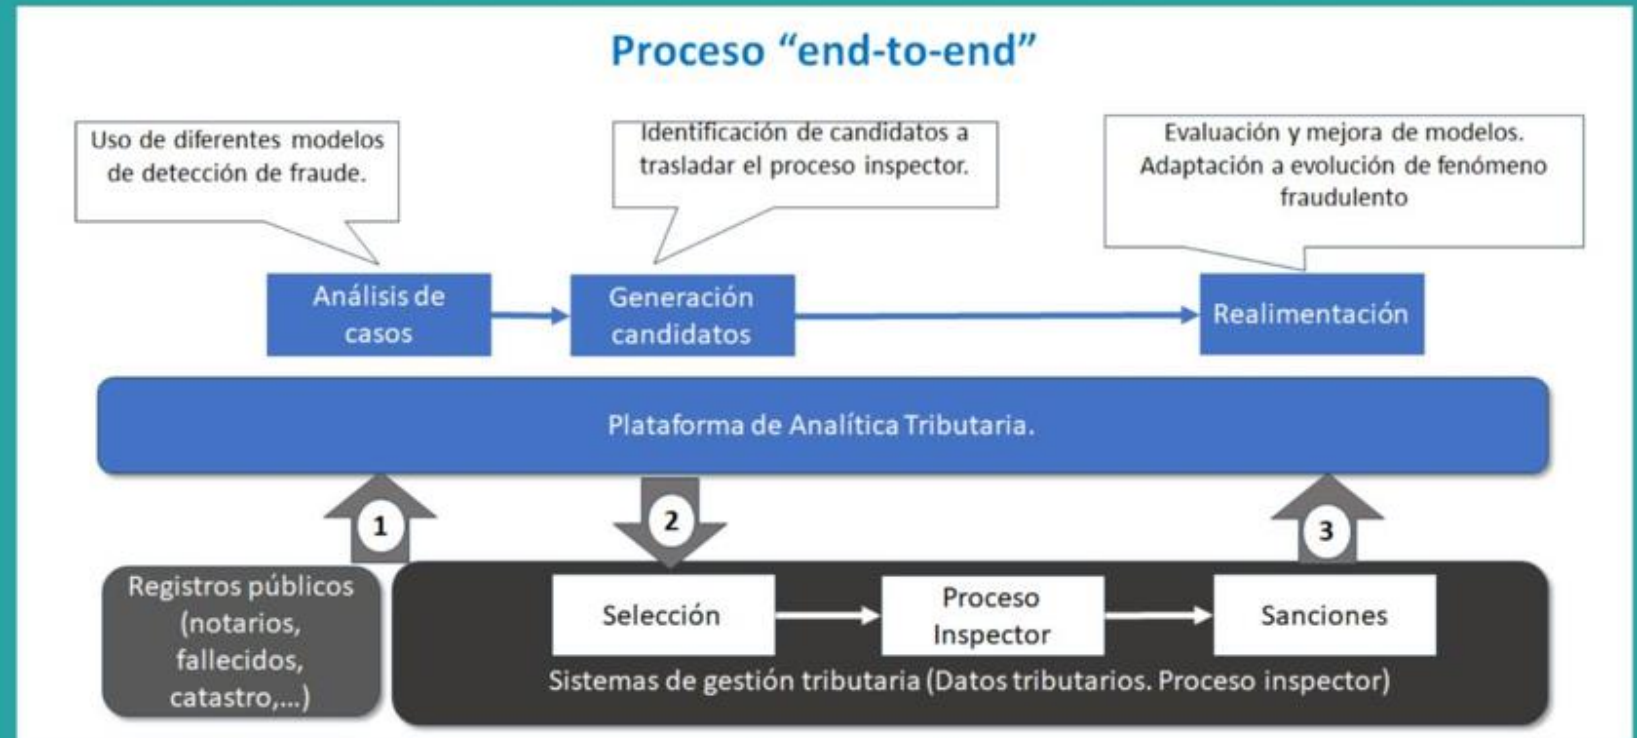 Proceso “end-to-end”
Uso de diferentes modelos
de detección de fraude.
Identificación de candidatos a
trasladar el proceso inspector.
Evaluación y mejora de modelos.
Adaptación a evolución de fenómeno
fraudulento
Análisis de
casos
Generación
candidatos
Realimentación
Plataforma de Analítica Tributaria.
1
2
3
Registros públicos
(notarios,
fallecidos,
catastro,...)
Selección
Proceso
Inspector
Sanciones
Sistemas de gestión tributaria (Datos tributarios. Proceso inspector)